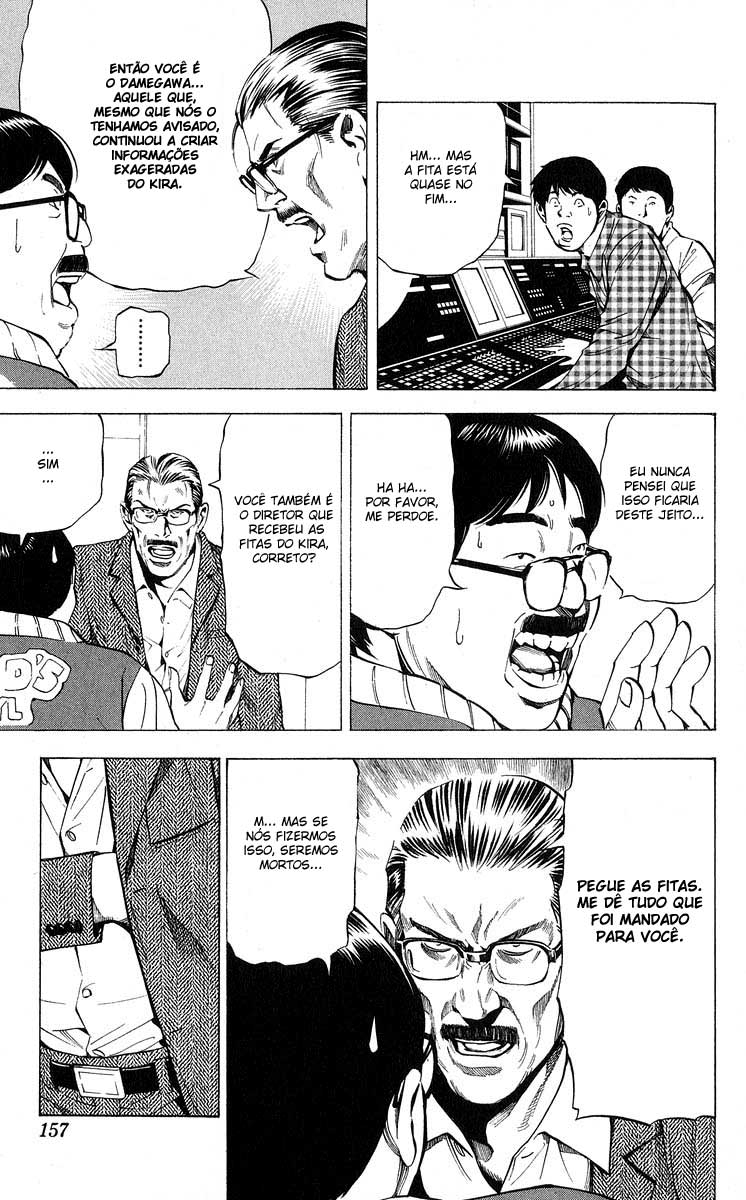 HM... MAS
A FITA ESTÁ
QUASE NO
FIM...
ENTÃO VOCÊ É
O DAMEGAWA...
AQUELE QUE,
MESMO QUE NÓS O
TENHAMOS AVISADO,
CONTINUOU A CRIAR
INFORMAÇÕES
EXAGERADAS
DO KIRA.
........
EU NUNCA
PENSEI QUE
ISSO FICARIA
DESTE JEITO...
HA HA...
POR FAVOR,
ME PERDOE.
VOCÊ TAMBÉM É
O DIRETOR QUE
RECEBEU AS
FITAS DO KIRA,
CORRETO?
...
SIM
...
D'S
YL
PEGUE AS FITAS.
ME DÊ TUDO QUE
FOI MANDADO
PARA VOCÊ.
M... MAS SE
NÓS FIZERMOS
ISSO, SEREMOS
MORTOS...
157